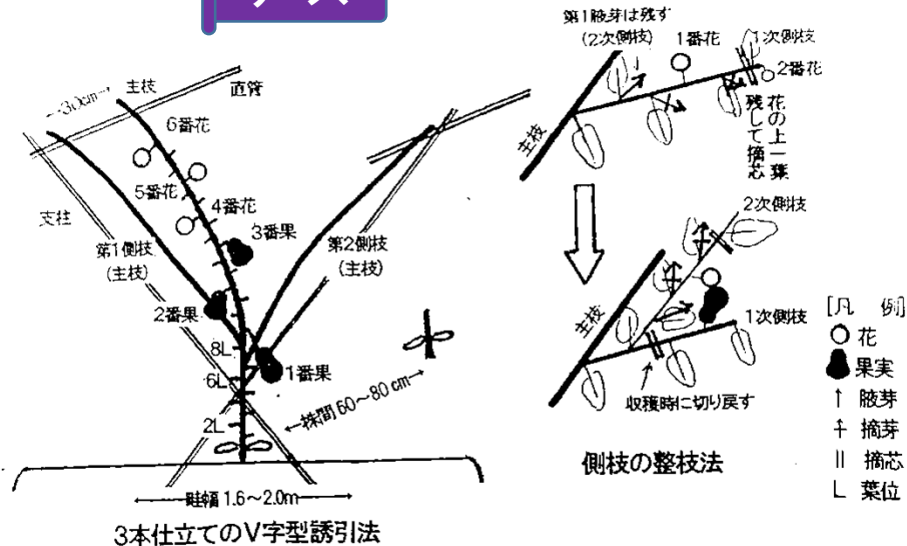 ナス
第1腋芽は残す
(2次側枝)
1番花
1次側枝
2番花
花の上一葉
残して摘芯
主枝
30cm
主枝
直管
6番花
5番花
4番花
3番果
支柱
第1側枝
(主枝)
第2側枝
(主枝)
2番果
8L
6L
1番果
2L
株間60～80cm
畦幅1.6～2.0m
3本仕立てのV字型誘引法
2次側枝
主枝
1次側枝
収穫時に切り戻す
側枝の整枝法
[凡 例]
花
果実
腋芽
摘芽
摘芯
L 葉位